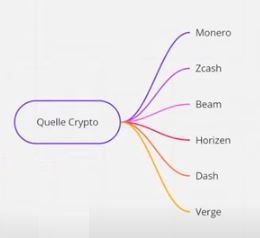 Quelle Crypto
Monero
Zcash
Beam
Horizen
Dash
Verge